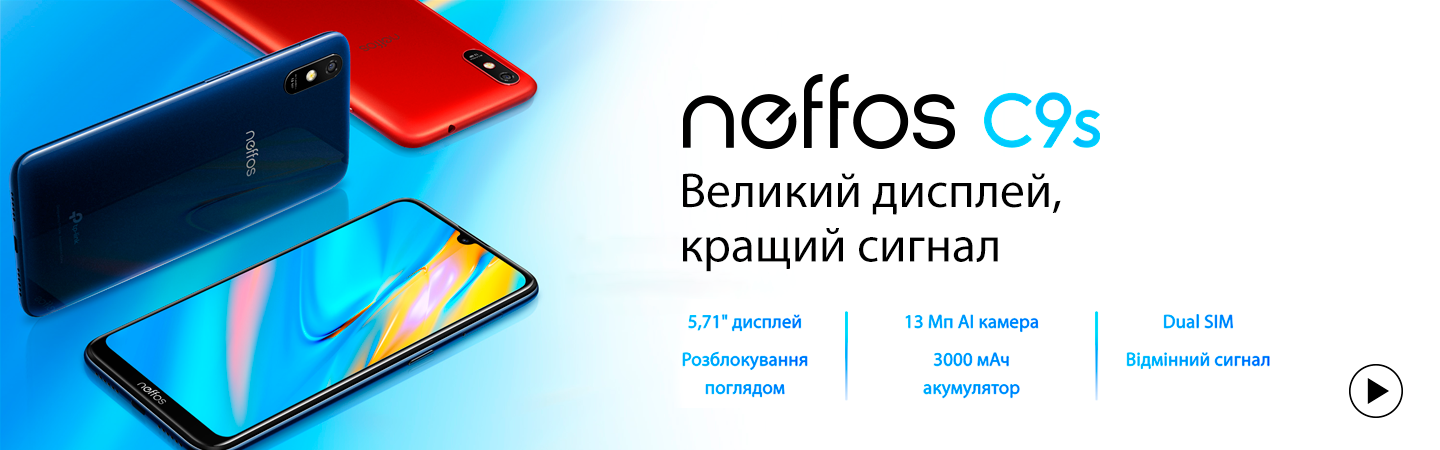 neffos C9s
Великий дисплей,
кращий сигнал
5,71" дисплей
Розблокування
поглядом
13 Мп AI камера
3000 мАч
акумулятор
Dual SIM
Відмінний сигнал
neffos
neffos